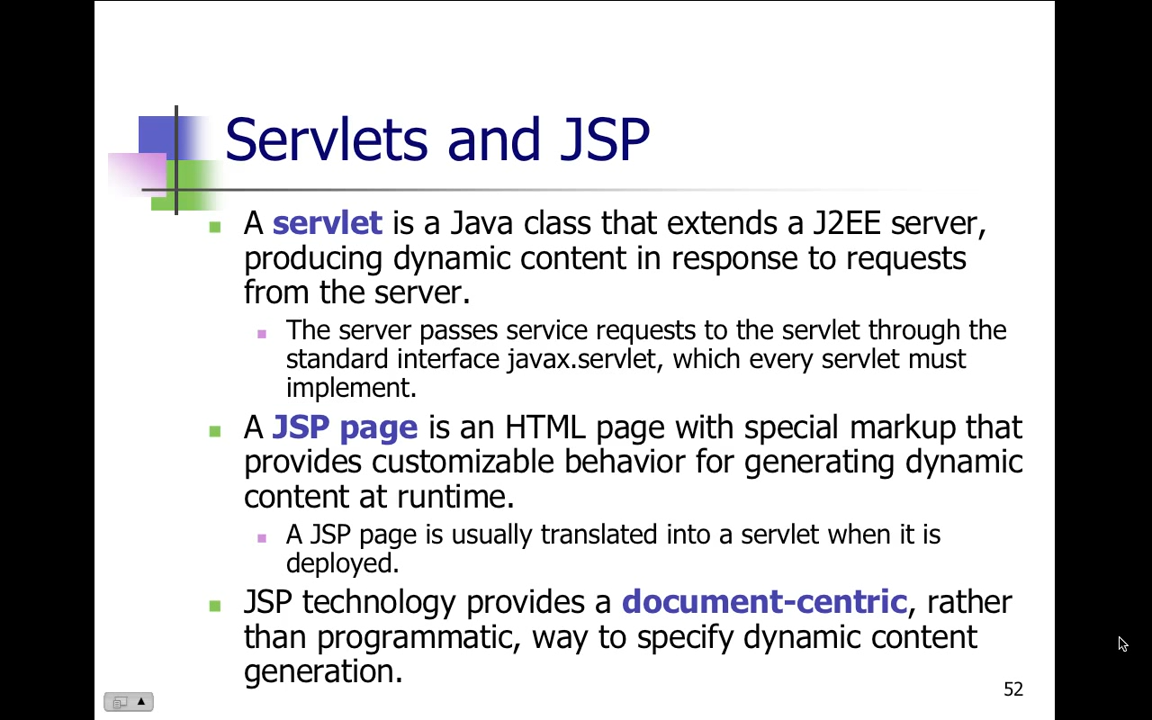 Servlets and JSP
A servlet is a Java class that extends a J2EE server,
producing dynamic content in response to requests
from the server.
The server passes service requests to the servlet through the
standard interface javax.servlet, which every servlet must
implement.
A JSP page is an HTML page with special markup that
provides customizable behavior for generating dynamic
content at runtime.
A JSP page is usually translated into a servlet when it is
deployed.
JSP technology provides a document-centric, rather
than programmatic, way to specify dynamic content
generation.
52